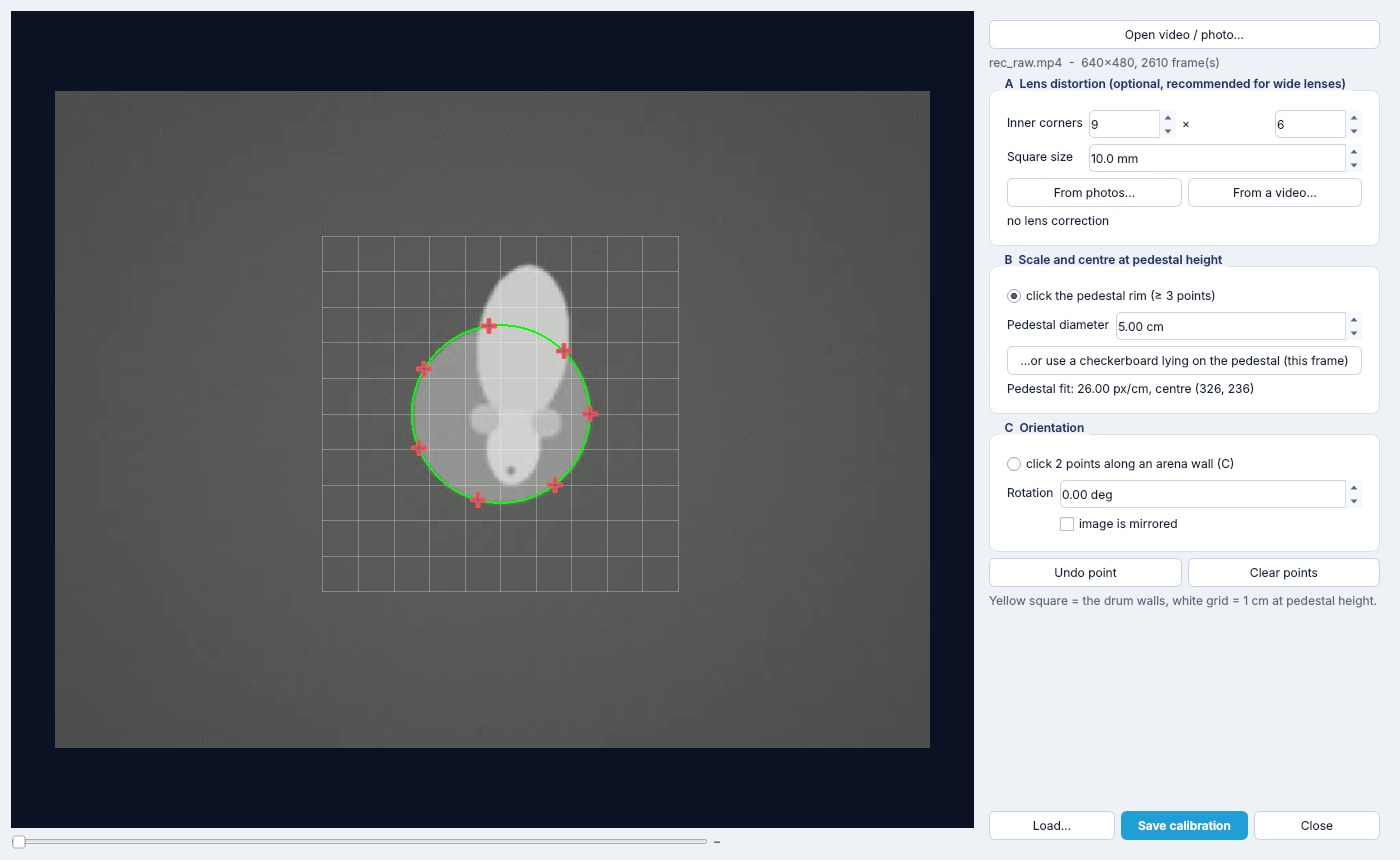 Open video / photo...
rec_raw.mp4 - 640×480, 2610 frame(s)
A Lens distortion (optional, recommended for wide lenses)
Inner corners 9 × 6
Square size 10.0 mm
From photos... From a video...
no lens correction
B Scale and centre at pedestal height
click the pedestal rim (≥ 3 points)
Pedestal diameter 5.00 cm
...or use a checkerboard lying on the pedestal (this frame)
Pedestal fit: 26.00 px/cm, centre (326, 236)
C Orientation
click 2 points along an arena wall (C)
Rotation 0.00 deg
image is mirrored
Undo point Clear points
Yellow square = the drum walls, white grid = 1 cm at pedestal height.
Load... Save calibration Close
–